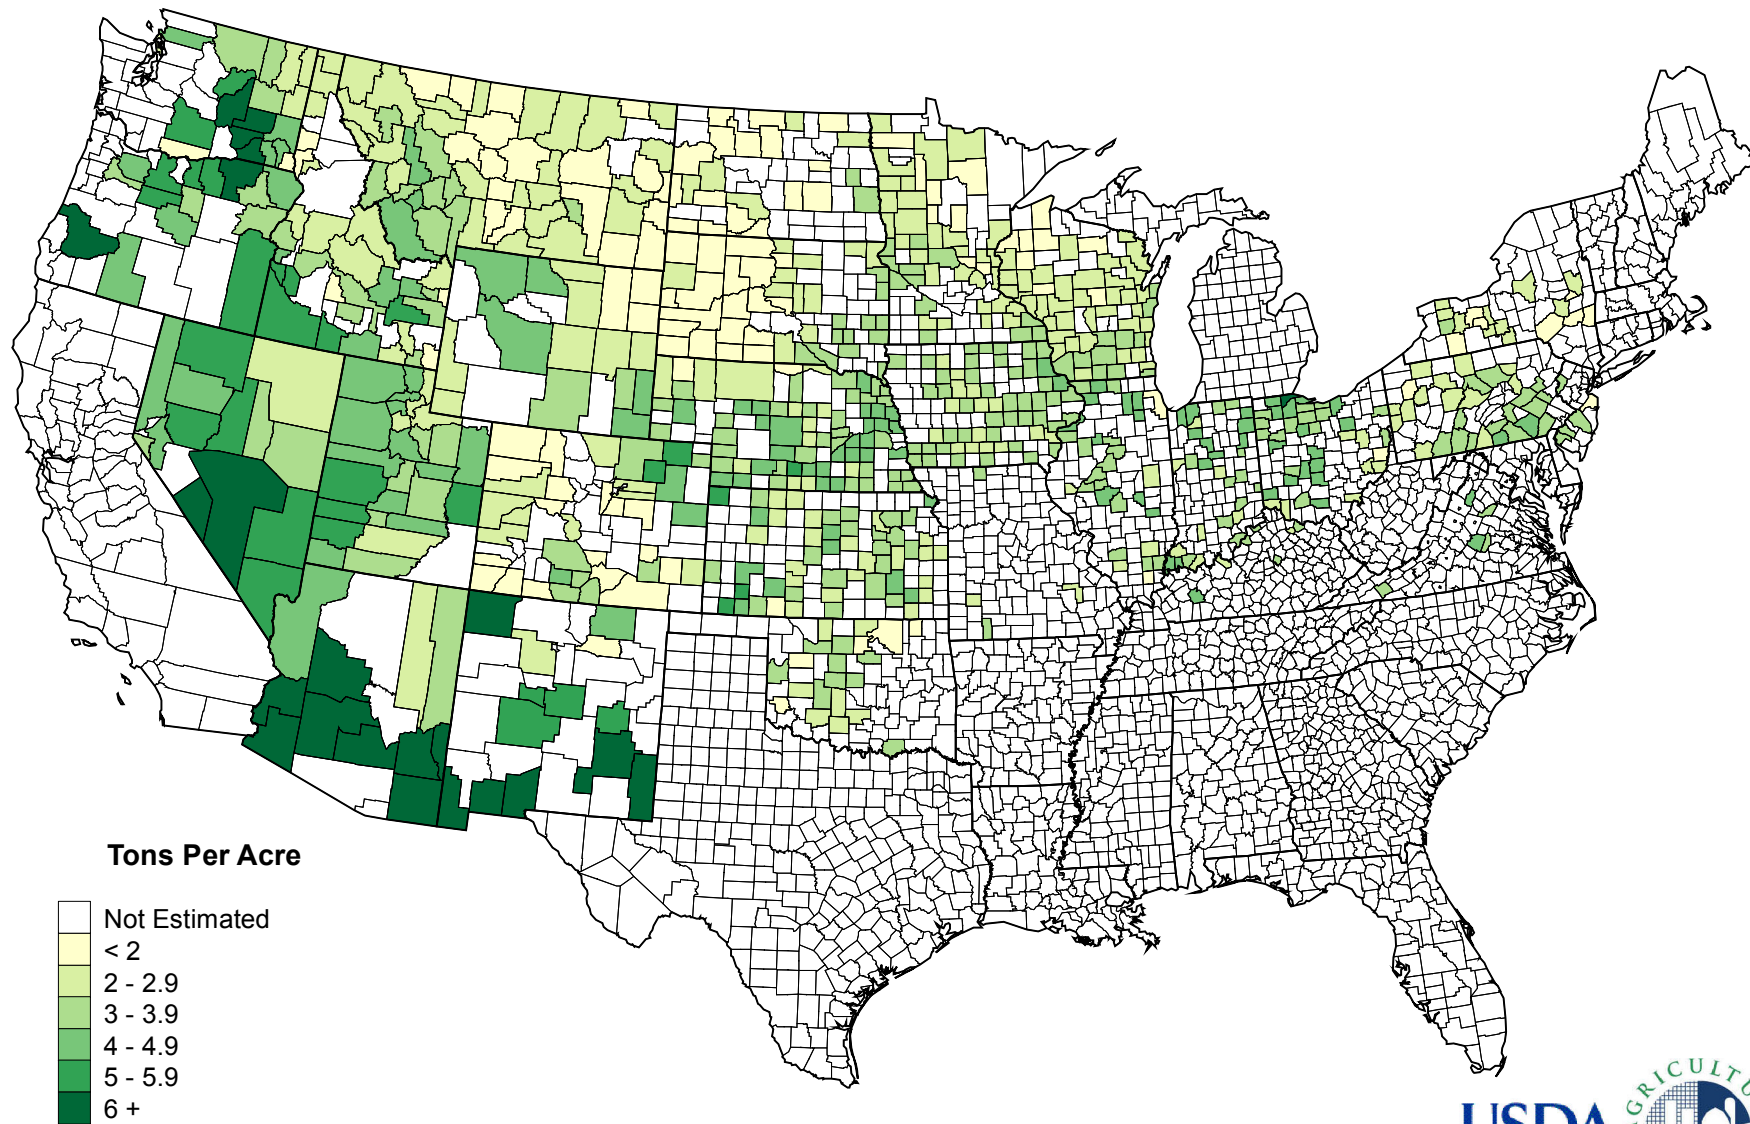 Tons Per Acre
Not Estimated
< 2
2 - 2.9
3 - 3.9
4 - 4.9
5 - 5.9
6 +
USDA